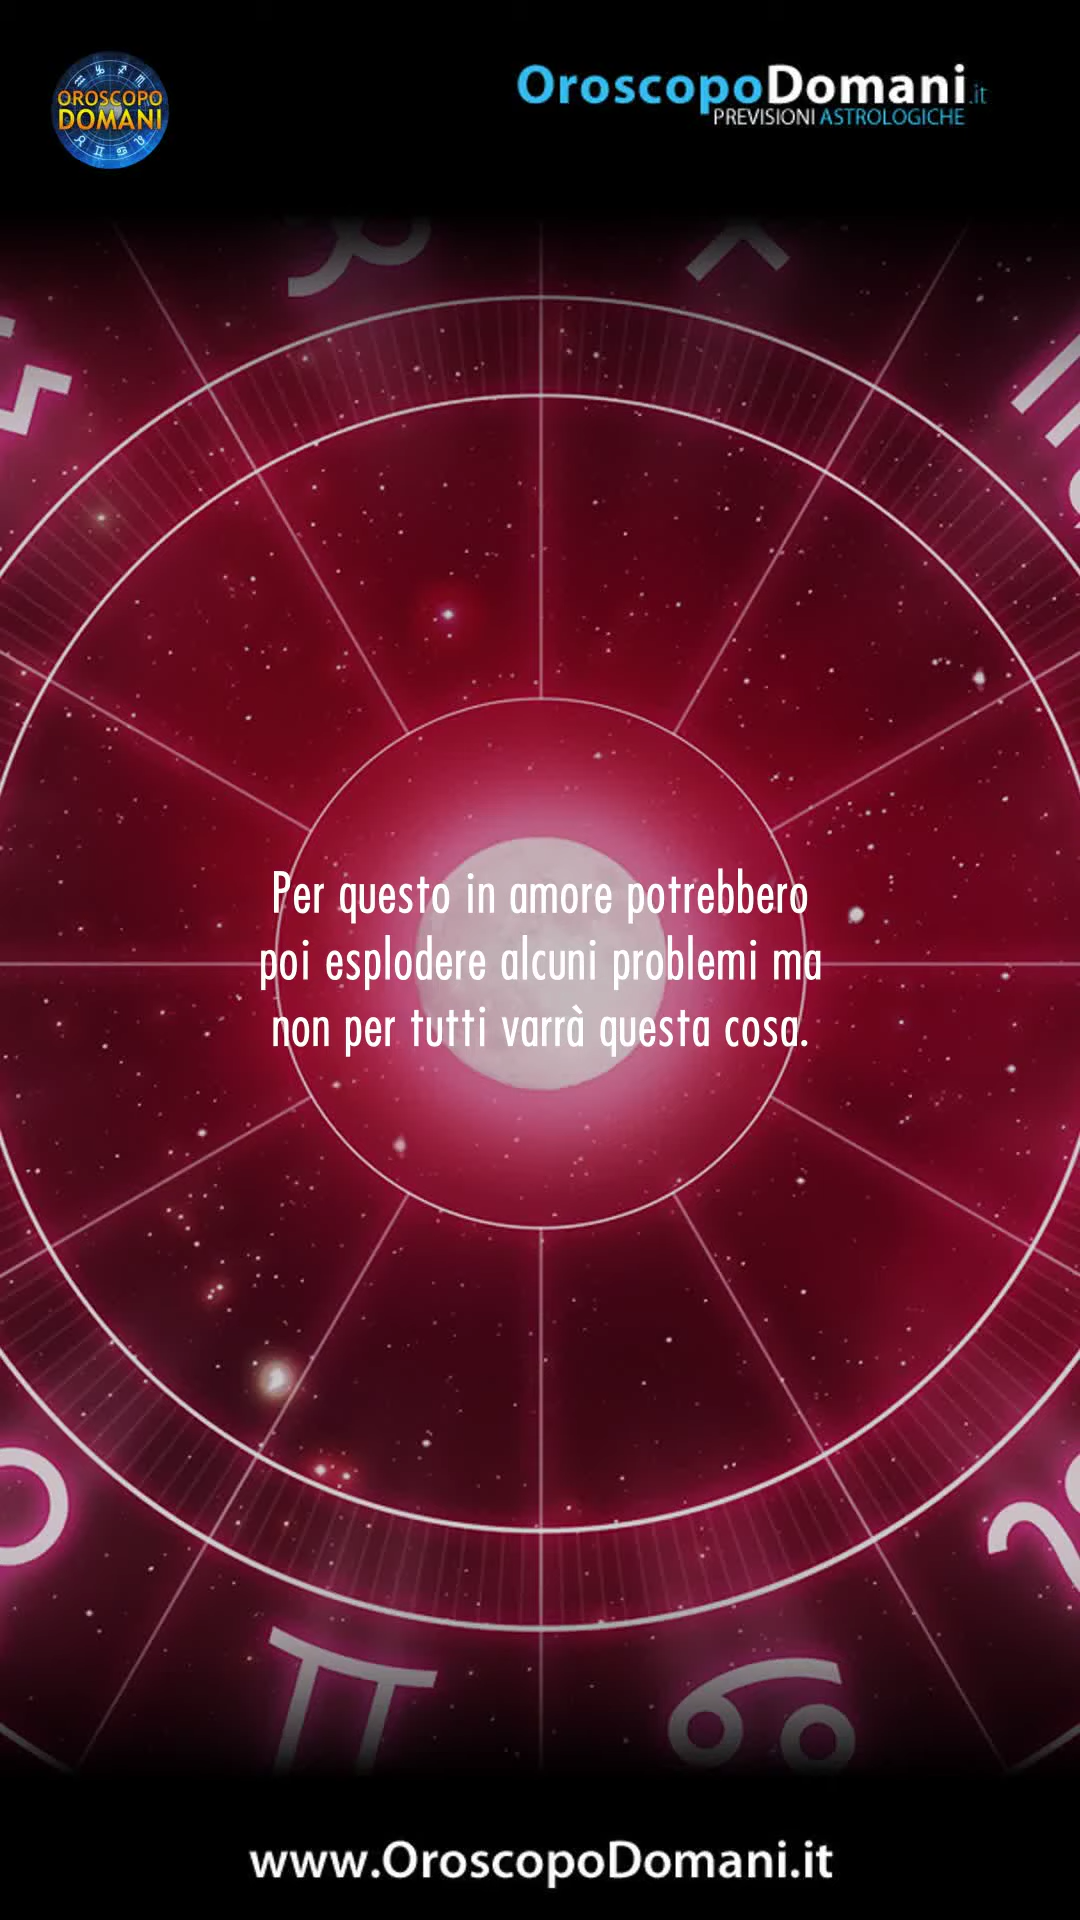 OROSCOPO
DOMANI
OroscopoDomani.it
PREVISIONI ASTROLOGICHE
Per questo in amore potrebbero
poi esplodere alcuni problemi ma
non per tutti varrà questa cosa.
www.OroscopoDomani.it